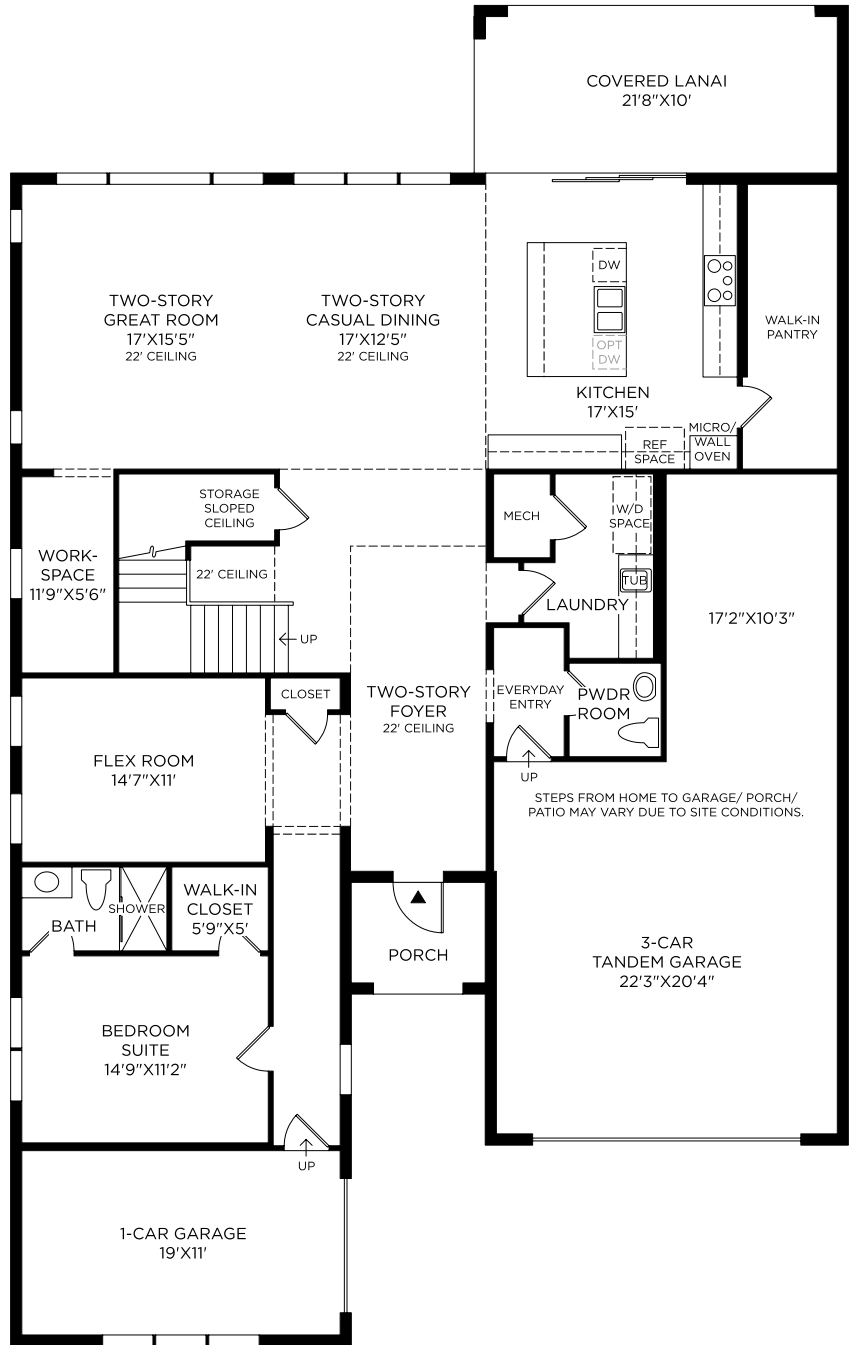 COVERED LANAI
21'8"X10'
TWO-STORY
GREAT ROOM
17'X15'5"
22' CEILING
TWO-STORY
CASUAL DINING
17'X12'5"
22' CEILING
DW
OPT
DW
KITCHEN
17'X15'
WALK-IN
PANTRY
MICRO/
WALL
OVEN
REF
SPACE
STORAGE
SLOPED
CEILING
MECH
W/D
SPACE
WORK-
SPACE
11'9"X5'6"
22' CEILING
TUB
LAUNDRY
17'2"X10'3"
UP
CLOSET
TWO-STORY
FOYER
22' CEILING
EVERYDAY
ENTRY
PWDR
ROOM
FLEX ROOM
14'7"X11'
UP
STEPS FROM HOME TO GARAGE/ PORCH/
PATIO MAY VARY DUE TO SITE CONDITIONS.
BATH
SHOWER
WALK-IN
CLOSET
5'9"X5'
PORCH
3-CAR
TANDEM GARAGE
22'3"X20'4"
BEDROOM
SUITE
14'9"X11'2"
UP
1-CAR GARAGE
19'X11'